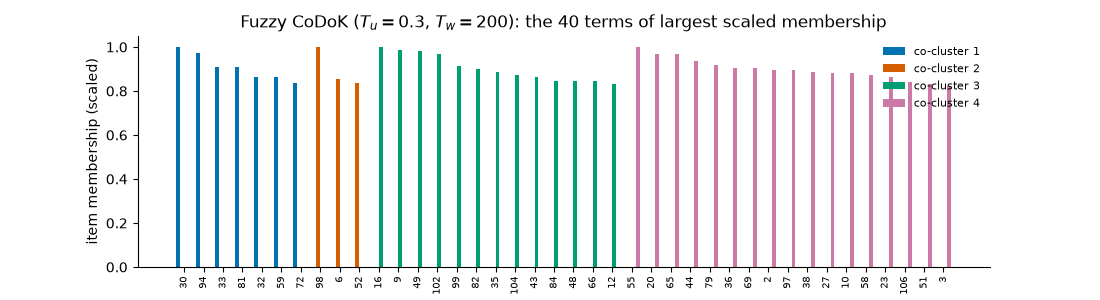 Fuzzy CoDoK (T_u = 0.3, T_w = 200): the 40 terms of largest scaled membership
item membership (scaled)
1.0
0.8
0.6
0.4
0.2
0.0
co-cluster 1
co-cluster 2
co-cluster 3
co-cluster 4
30 94 33 81 32 59 72 98 6 52 16 9 49 102 99 82 35 104 43 84 48 66 12 55 20 65 44 79 36 69 2 97 38 27 10 58 23 106 51 3